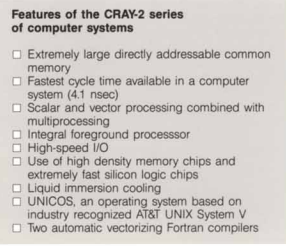 Features of the CRAY-2 series
of computer systems
□ Extremely large directly addressable common
memory
□ Fastest cycle time available in a computer
system (4.1 nsec)
□ Scalar and vector processing combined with
multiprocessing
□ Integral foreground processsor
□ High-speed I/O
□ Use of high density memory chips and
extremely fast silicon logic chips
□ Liquid immersion cooling
□ UNICOS, an operating system based on
industry recognized AT&T UNIX System V
□ Two automatic vectorizing Fortran compilers